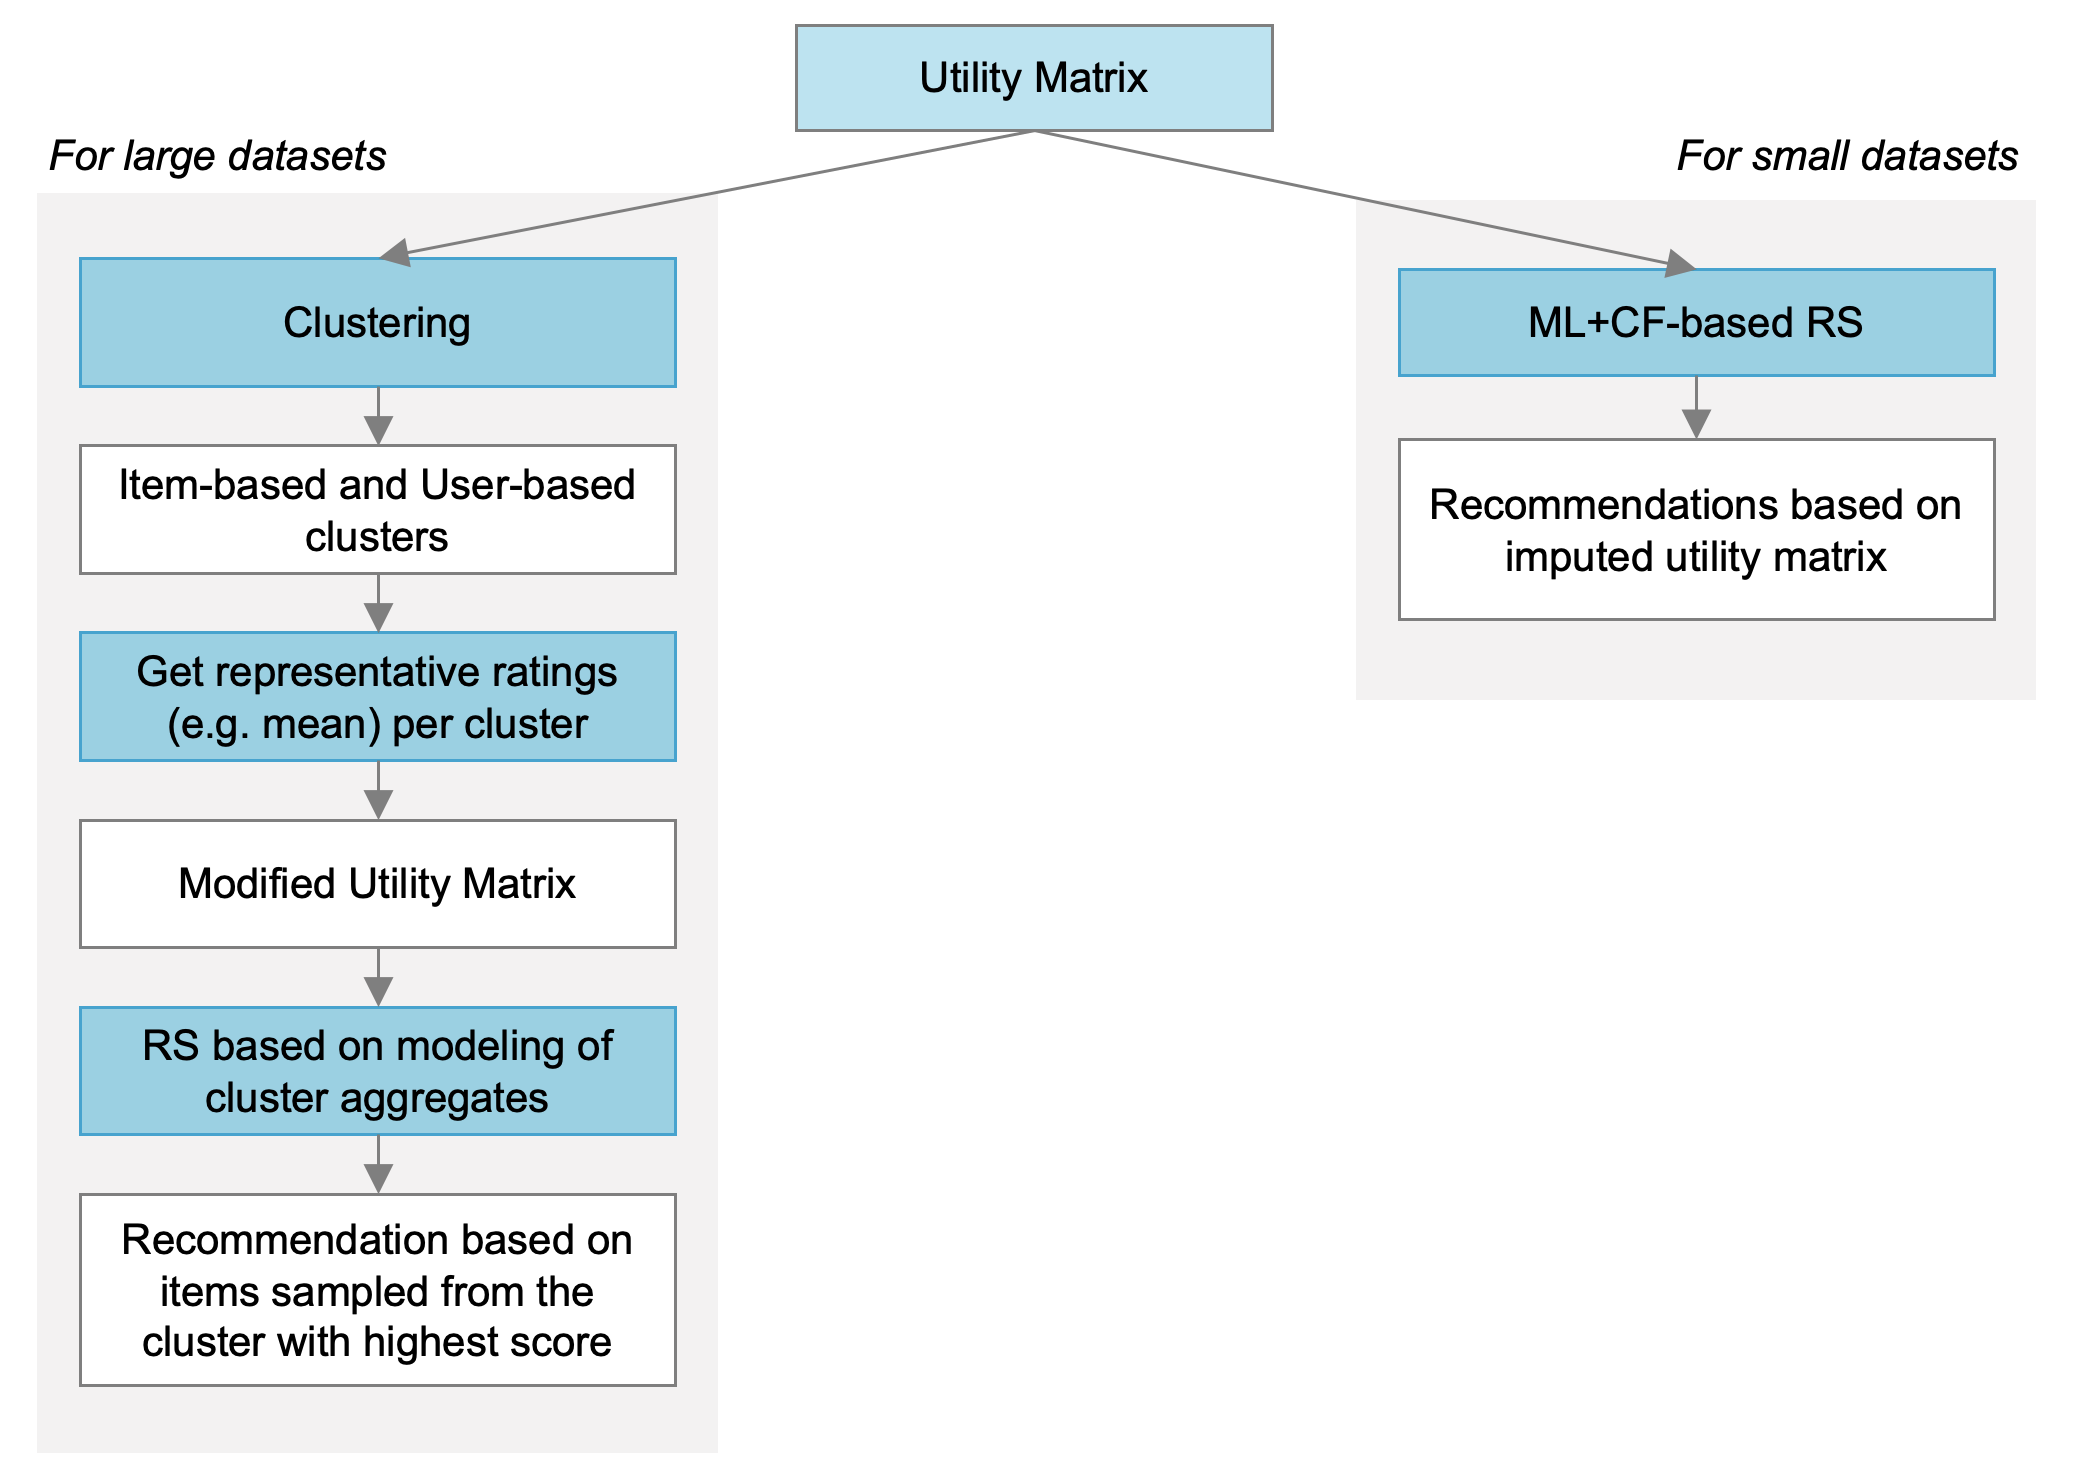 Utility Matrix
For large datasets
For small datasets
Clustering
Item-based and User-based
clusters
Get representative ratings
(e.g. mean) per cluster
Modified Utility Matrix
RS based on modeling of
cluster aggregates
Recommendation based on
items sampled from the
cluster with highest score
ML+CF-based RS
Recommendations based on
imputed utility matrix